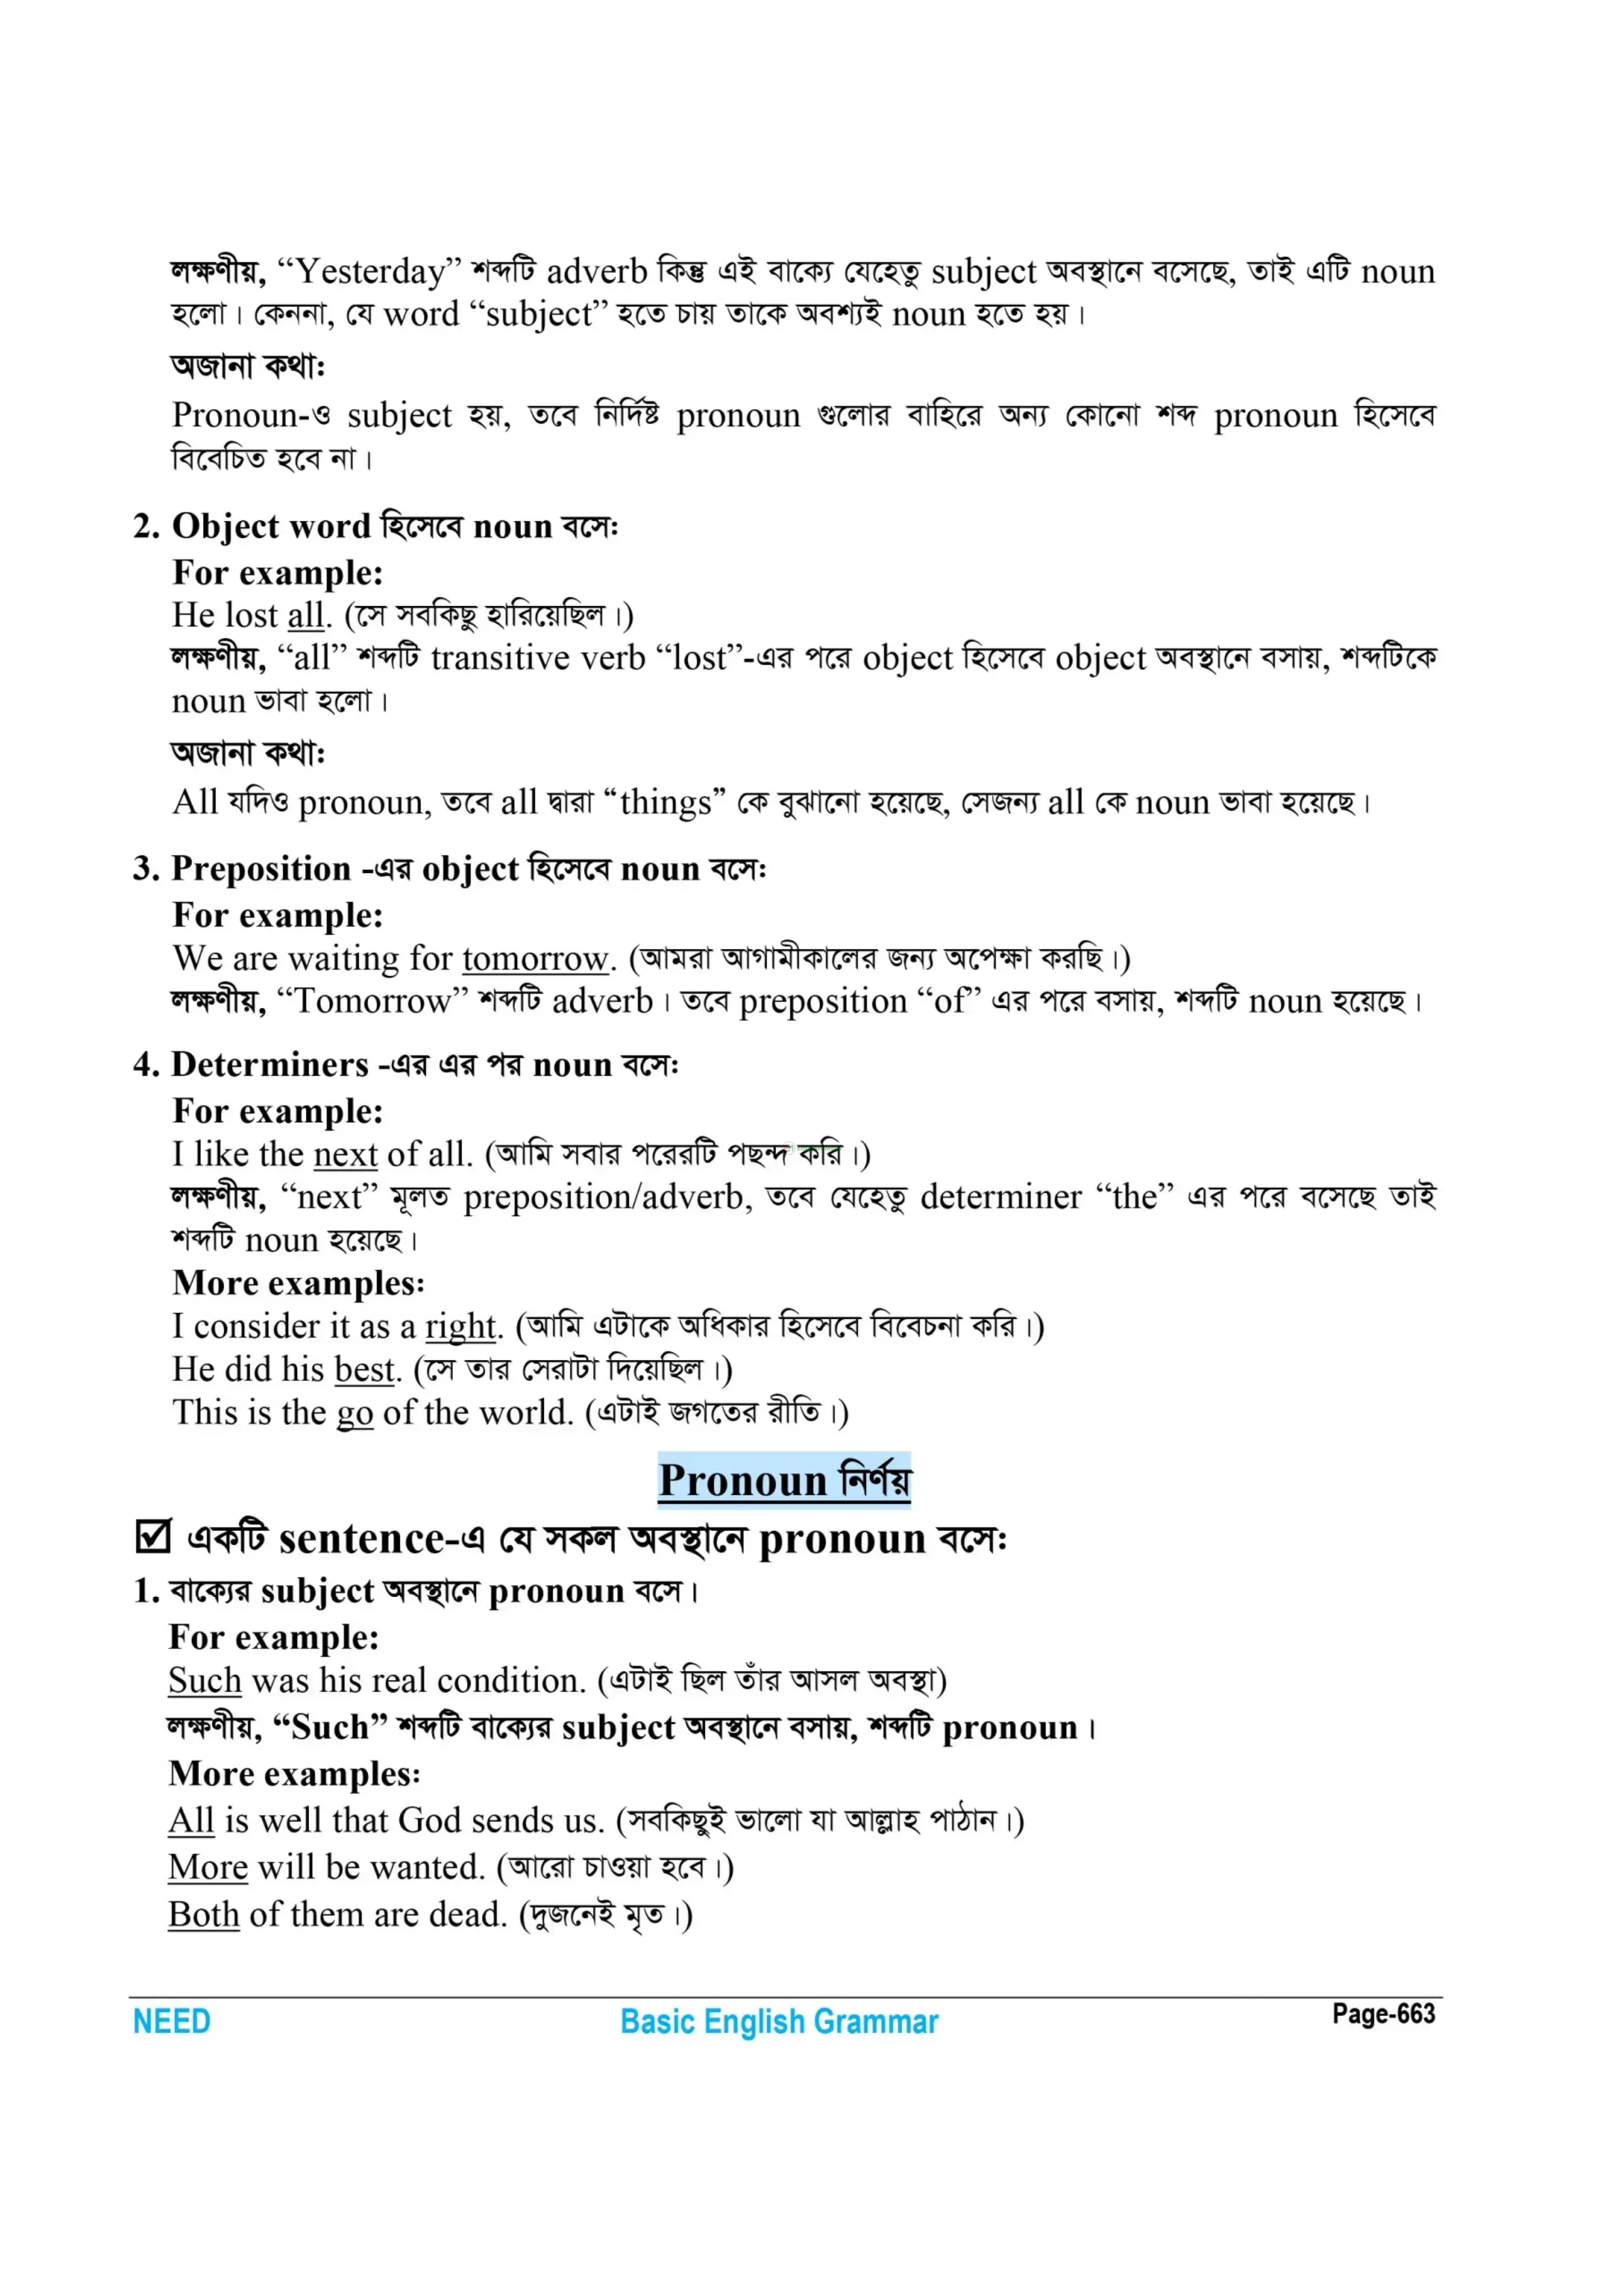 লক্ষণীয়, “Yesterday” শব্দটি adverb কিন্তু এই বাক্যে যেহেতু subject অবস্থানে বসেছে, তাই এটি noun
হলো। কেননা, যে word “subject” হতে চায় তাকে অবশ্যই noun হতে হয়।
অজানা কথাঃ
Pronoun-ও subject হয়, তবে নির্দিষ্ট pronoun গুলোর বাহিরে অন্য কোনো শব্দ pronoun হিসেবে
বিবেচিত হবে না।
2. Object word হিসেবে noun বসেঃ
For example:
He lost all. (সে সবকিছু হারিয়েছিল।)
লক্ষণীয়, “all” শব্দটি transitive verb “lost”-এর পরে object হিসেবে object অবস্থানে বসায়, শব্দটিকে
noun ভাবা হলো।
অজানা কথাঃ
All যদিও pronoun, তবে all দ্বারা “things” কে বুঝানো হয়েছে, সেজন্য all কে noun ভাবা হয়েছে।
3. Preposition -এর object হিসেবে noun বসেঃ
For example:
We are waiting for tomorrow. (আমরা আগামীকালের জন্য অপেক্ষা করছি।)
লক্ষণীয়, “Tomorrow” শব্দটি adverb। তবে preposition “of” এর পরে বসায়, শব্দটি noun হয়েছে।
4. Determiners -এর এর পর noun বসেঃ
For example:
I like the next of all. (আমি সবার পরেরটি পছন্দ করি।)
লক্ষণীয়, “next” মূলত preposition/adverb, তবে যেহেতু determiner “the” এর পরে বসেছে তাই
শব্দটি noun হয়েছে।
More examples:
I consider it as a right. (আমি এটাকে অধিকার হিসেবে বিবেচনা করি।)
He did his best. (সে তার সেরাটা দিয়েছিল।)
This is the go of the world. (এটাই জগতের রীতি।)
Pronoun নির্ণয়
☑ একটি sentence-এ যে সকল অবস্থানে pronoun বসেঃ
1. বাক্যের subject অবস্থানে pronoun বসে।
For example:
Such was his real condition. (এটাই ছিল তাঁর আসল অবস্থা)
লক্ষণীয়, “Such” শব্দটি বাক্যের subject অবস্থানে বসায়, শব্দটি pronoun।
More examples:
All is well that God sends us. (সবকিছুই ভালো যা আল্লাহ পাঠান।)
More will be wanted. (আরো চাওয়া হবে।)
Both of them are dead. (দুজনেই মৃত।)
NEED Basic English Grammar Page-663